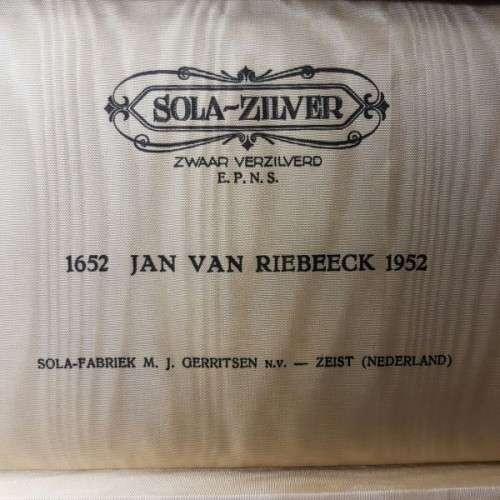 SOLA~ZILVER
ZWAAR VERZILVERD
E. P. N. S.
1652 JAN VAN RIEBEECK 1952
SOLA-FABRIEK M. J. GERRITSEN N.V. — ZEIST (NEDERLAND)